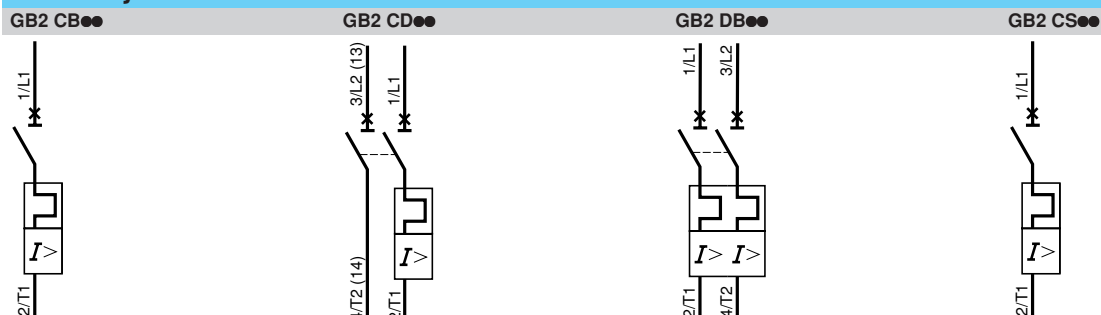 GB2 CB●●
GB2 CD●●
GB2 DB●●
GB2 CS●●
1/L1
3/L2 (13)
1/L1
1/L1
3/L2
1/L1
I>
I>
I> I>
I>
2/T1
4/T2 (14)
2/T1
2/T1
4/T2
2/T1